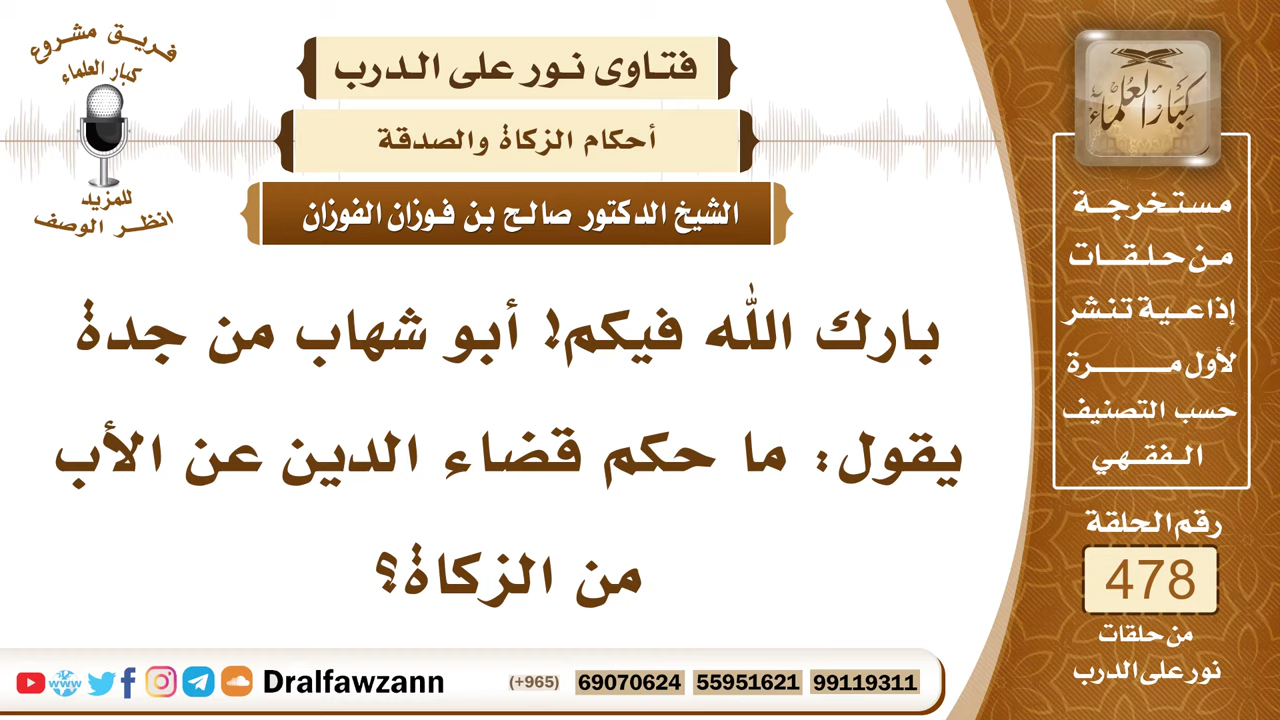 فريق مشروع
كبار العلماء
للمزيد
انظر الوصف
فتاوى نور على الدرب
أحكام الزكاة والصدقة
الشيخ الدكتور صالح بن فوزان الفوزان
بارك الله فيكم! أبو شهاب من جدة
يقول: ما حكم قضاء الدين عن الأب
من الزكاة؟
كبار العلماء
مستخرجة
من حلقات
إذاعية تنشر
لأول مرة
حسب التصنيف
الفقهي
رقم الحلقة
478
من حلقات
نور على الدرب
www Dralfawzann (+965) 69070624 55951621 99119311